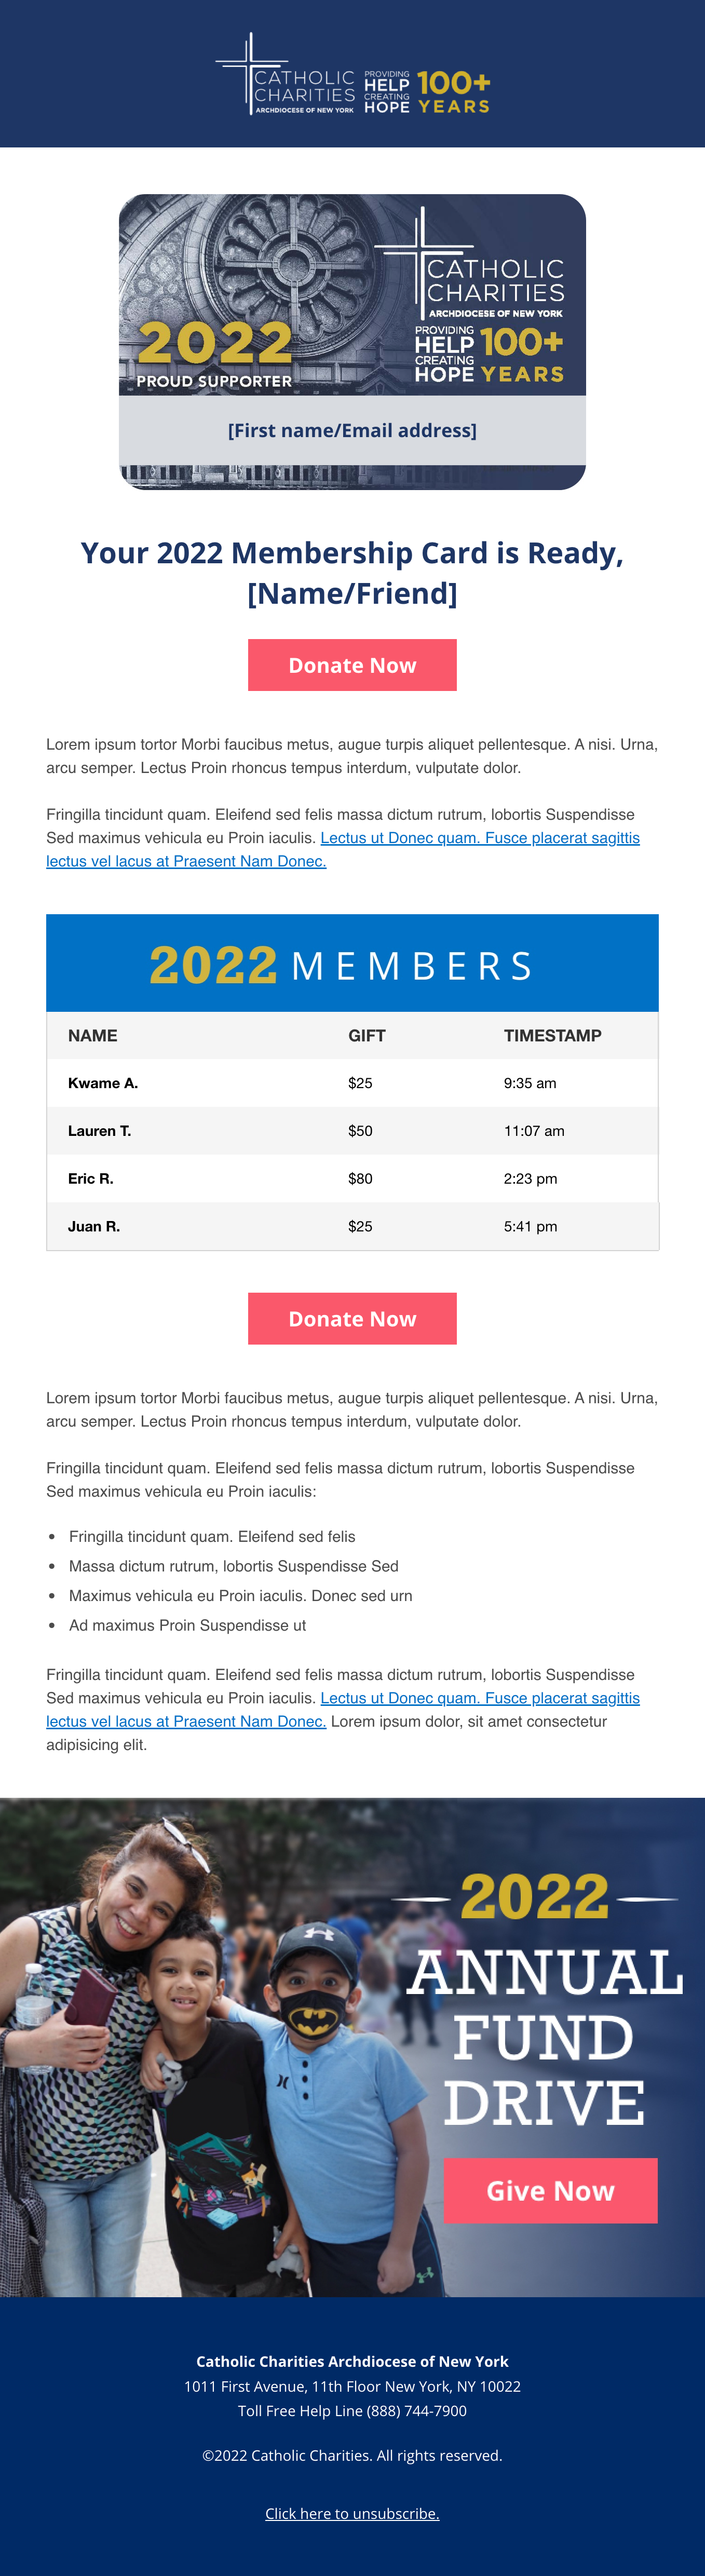 CATHOLIC
CHARITIES
ARCHDIOCESE OF NEW YORK
PROVIDING
HELP
CREATING
HOPE
100+
YEARS
CATHOLIC
CHARITIES
ARCHDIOCESE OF NEW YORK
PROVIDING
HELP
CREATING
HOPE
100+
YEARS
2022
PROUD SUPPORTER
[First name/Email address]
Your 2022 Membership Card is Ready,
[Name/Friend]
Donate Now
Lorem ipsum tortor Morbi faucibus metus, augue turpis aliquet pellentesque. A nisi. Urna,
arcu semper. Lectus Proin rhoncus tempus interdum, vulputate dolor.
Fringilla tincidunt quam. Eleifend sed felis massa dictum rutrum, lobortis Suspendisse
Sed maximus vehicula eu Proin iaculis. Lectus ut Donec quam. Fusce placerat sagittis
lectus vel lacus at Praesent Nam Donec.
2022 MEMBERS
NAME GIFT TIMESTAMP
Kwame A. $25 9:35 am
Lauren T. $50 11:07 am
Eric R. $80 2:23 pm
Juan R. $25 5:41 pm
Donate Now
Lorem ipsum tortor Morbi faucibus metus, augue turpis aliquet pellentesque. A nisi. Urna,
arcu semper. Lectus Proin rhoncus tempus interdum, vulputate dolor.
Fringilla tincidunt quam. Eleifend sed felis massa dictum rutrum, lobortis Suspendisse
Sed maximus vehicula eu Proin iaculis:
• Fringilla tincidunt quam. Eleifend sed felis
• Massa dictum rutrum, lobortis Suspendisse Sed
• Maximus vehicula eu Proin iaculis. Donec sed urn
• Ad maximus Proin Suspendisse ut
Fringilla tincidunt quam. Eleifend sed felis massa dictum rutrum, lobortis Suspendisse
Sed maximus vehicula eu Proin iaculis. Lectus ut Donec quam. Fusce placerat sagittis
lectus vel lacus at Praesent Nam Donec. Lorem ipsum dolor, sit amet consectetur
adipisicing elit.
2022
ANNUAL
FUND
DRIVE
Give Now
Catholic Charities Archdiocese of New York
1011 First Avenue, 11th Floor New York, NY 10022
Toll Free Help Line (888) 744-7900
©2022 Catholic Charities. All rights reserved.
Click here to unsubscribe.